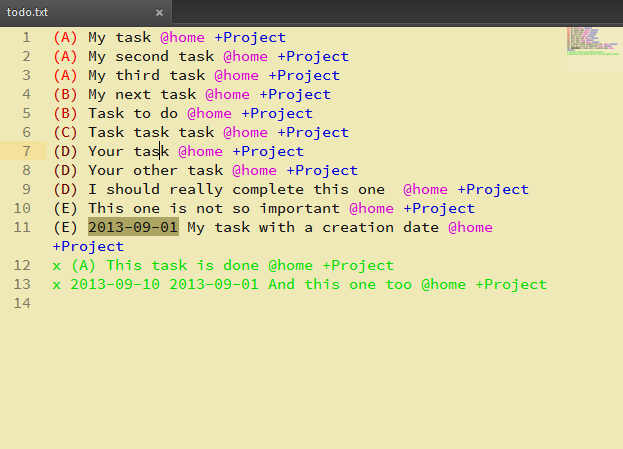 todo.txt ×
1 (A) My task @home +Project
2 (A) My second task @home +Project
3 (A) My third task @home +Project
4 (B) My next task @home +Project
5 (B) Task to do @home +Project
6 (C) Task task task @home +Project
7 (D) Your task @home +Project
8 (D) Your other task @home +Project
9 (D) I should really complete this one  @home +Project
10 (E) This one is not so important @home +Project
11 (E) 2013-09-01 My task with a creation date @home
+Project
12 x (A) This task is done @home +Project
13 x 2013-09-10 2013-09-01 And this one too @home +Project
14